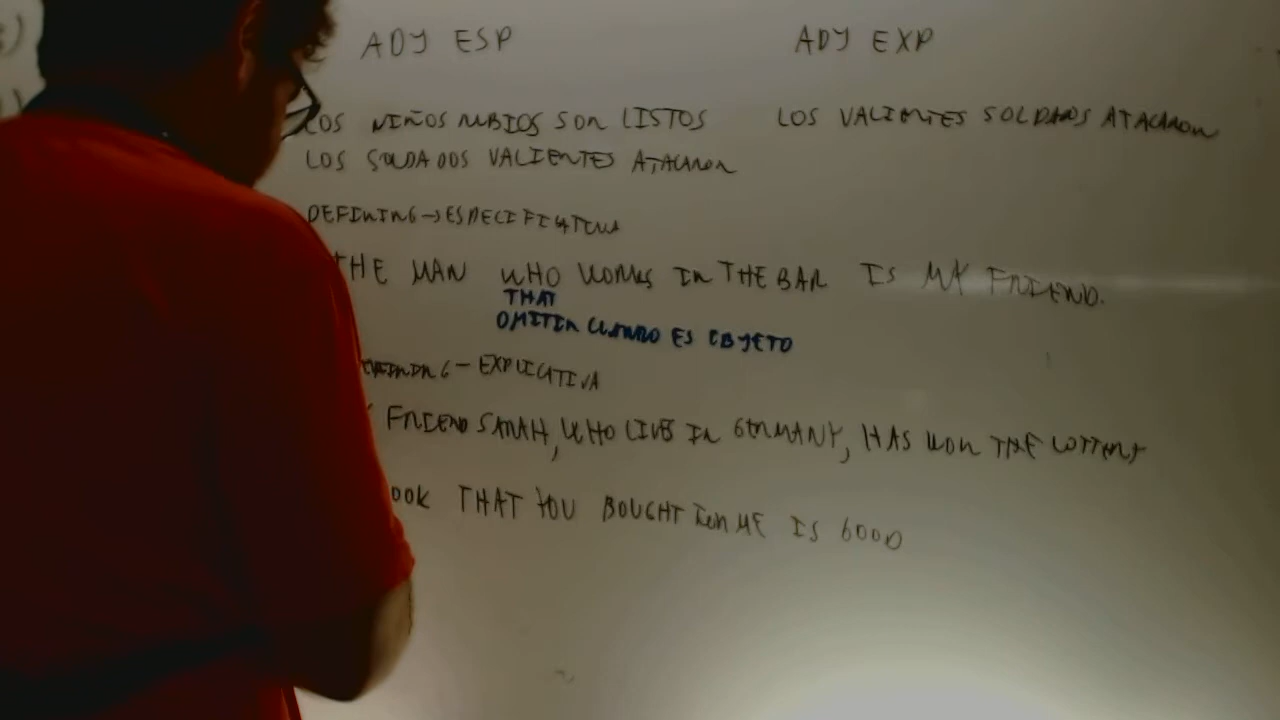 ADJ ESP
ADJ EXP
LOS NIÑOS RUBIOS SON LISTOS
LOS VALIENTES SOLDADOS ATACARON
LOS SOLDADOS VALIENTES ATACARON
DEFINING→ESPECIFICATIVA
THE MAN WHO WORKS IN THE BAR IS MY FRIEND.
THAT
OMITIR CUANDO ES OBJETO
- EXPLICATIVA
FRIEND SARAH, WHO LIVES IN GERMANY, HAS WON THE LOTTERY
OOK THAT YOU BOUGHT FOR ME IS GOOD